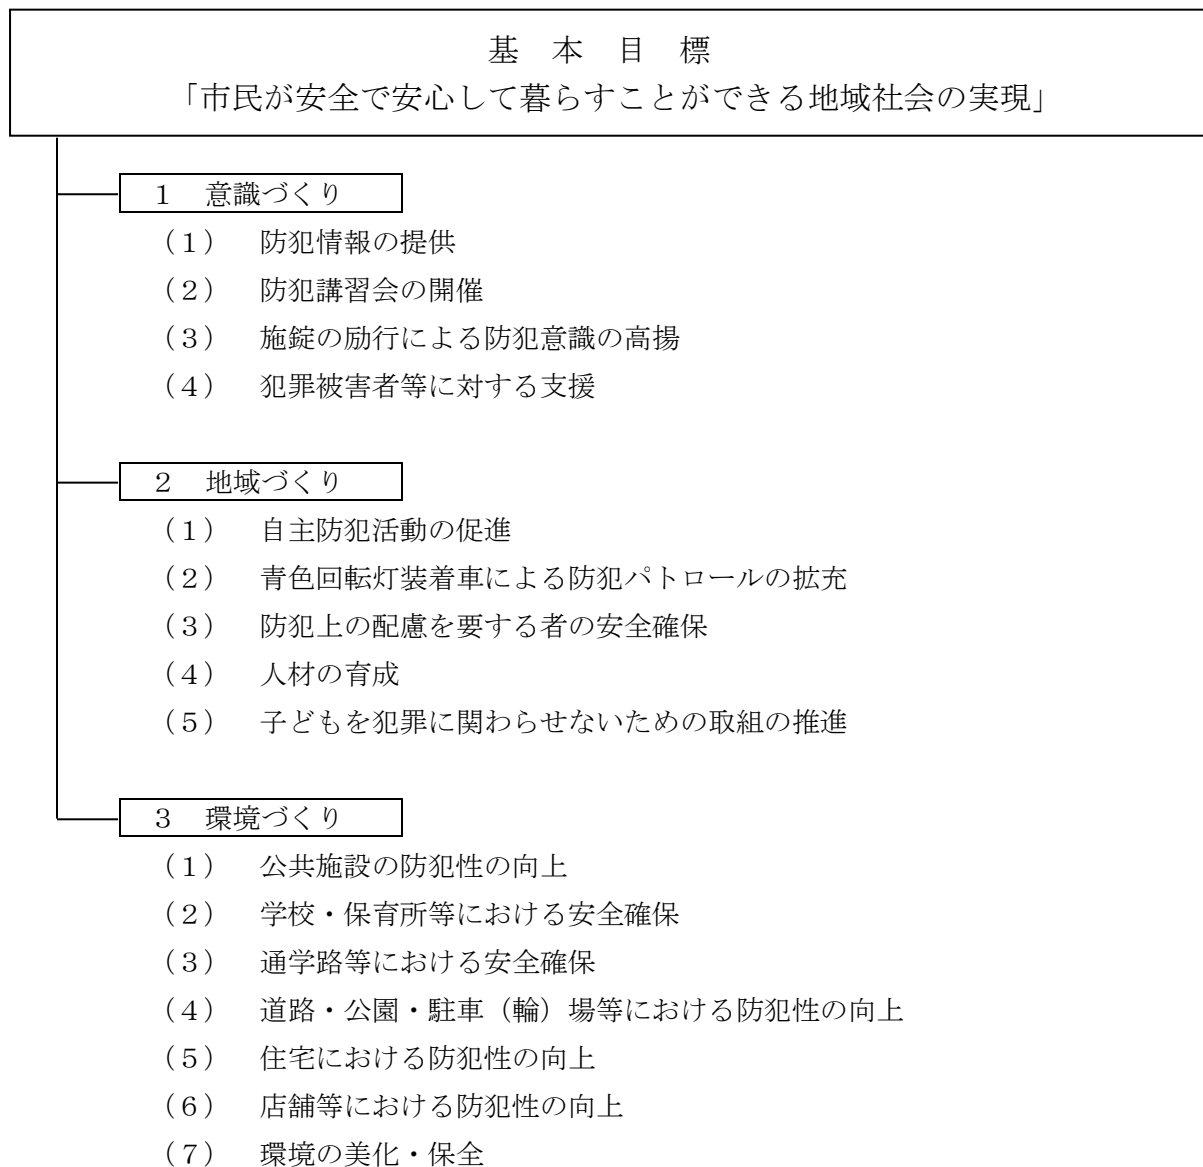 基　本　目　標
「市民が安全で安心して暮らすことができる地域社会の実現」
１　意識づくり
（１）　防犯情報の提供
（２）　防犯講習会の開催
（３）　施錠の励行による防犯意識の高揚
（４）　犯罪被害者等に対する支援
２　地域づくり
（１）　自主防犯活動の促進
（２）　青色回転灯装着車による防犯パトロールの拡充
（３）　防犯上の配慮を要する者の安全確保
（４）　人材の育成
（５）　子どもを犯罪に関わらせないための取組の推進
３　環境づくり
（１）　公共施設の防犯性の向上
（２）　学校・保育所等における安全確保
（３）　通学路等における安全確保
（４）　道路・公園・駐車（輪）場等における防犯性の向上
（５）　住宅における防犯性の向上
（６）　店舗等における防犯性の向上
（７）　環境の美化・保全